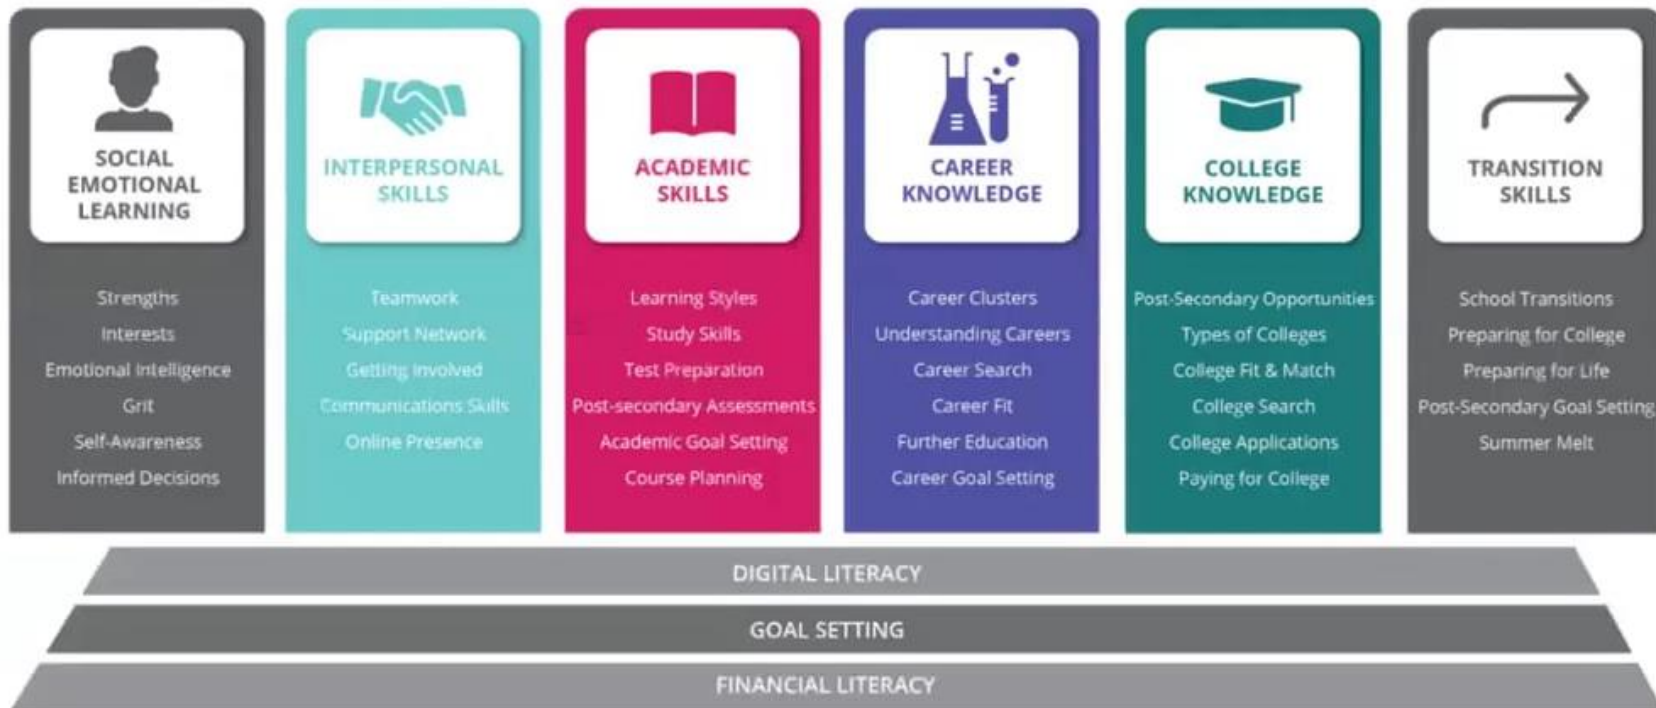 SOCIAL
EMOTIONAL
LEARNING
Strengths
Interests
Emotional Intelligence
Grit
Self-Awareness
Informed Decisions
INTERPERSONAL
SKILLS
Teamwork
Support Network
Getting Involved
Communications Skills
Online Presence
ACADEMIC
SKILLS
Learning Styles
Study Skills
Test Preparation
Post-secondary Assessments
Academic Goal Setting
Course Planning
CAREER
KNOWLEDGE
Career Clusters
Understanding Careers
Career Search
Career Fit
Further Education
Career Goal Setting
COLLEGE
KNOWLEDGE
Post-Secondary Opportunities
Types of Colleges
College Fit & Match
College Search
College Applications
Paying for College
TRANSITION
SKILLS
School Transitions
Preparing for College
Preparing for Life
Post-Secondary Goal Setting
Summer Melt
DIGITAL LITERACY
GOAL SETTING
FINANCIAL LITERACY